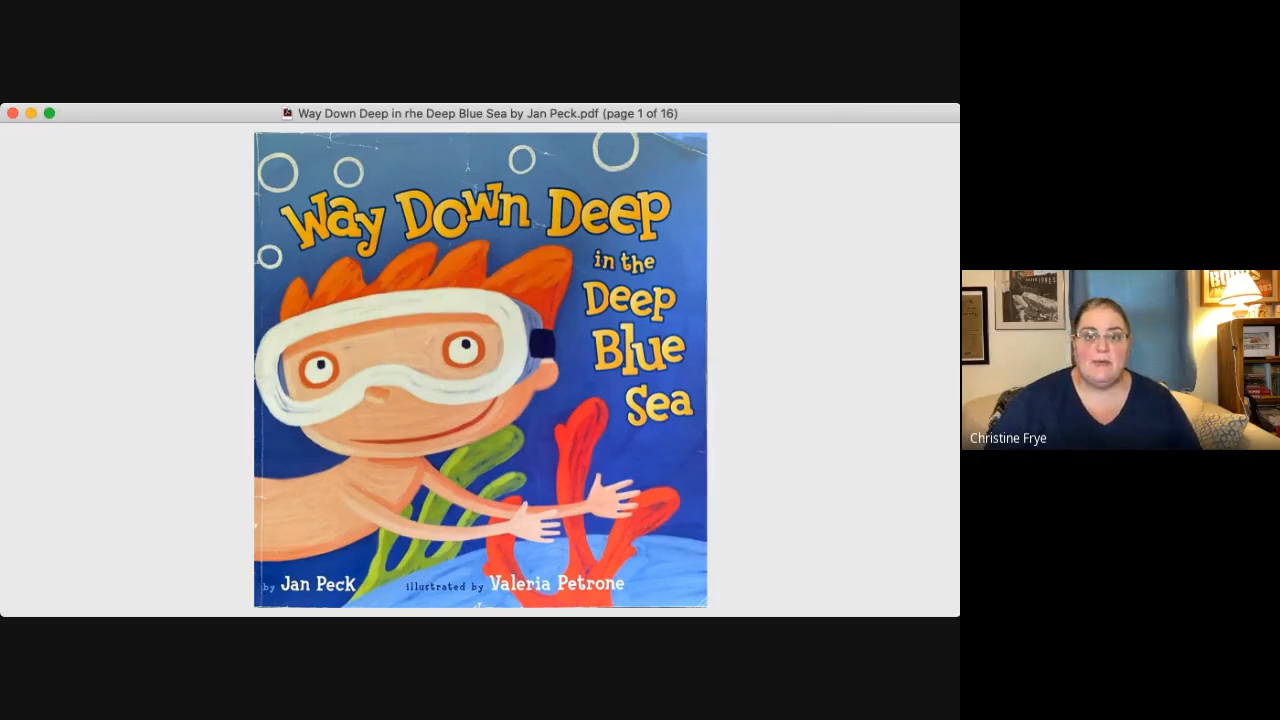 Way Down Deep in rhe Deep Blue Sea by Jan Peck.pdf (page 1 of 16)
Way Down Deep
in the
Deep
Blue
Sea
by Jan Peck
illustrated by Valeria Petrone
Christine Frye